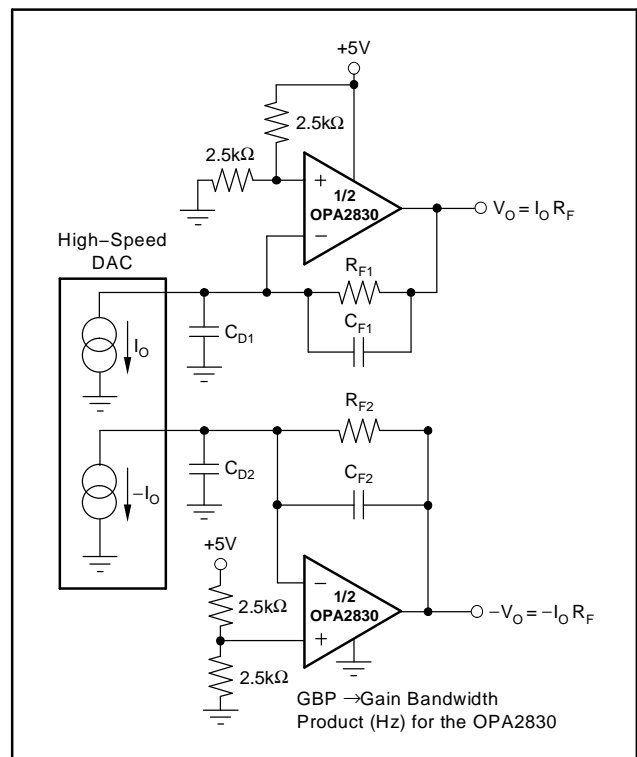 +5V
2.5kΩ
2.5kΩ
+
1/2
OPA2830
−
V_O = I_O R_F
High−Speed
DAC
R_F1
C_F1
C_D1
I_O
R_F2
C_F2
C_D2
−I_O
+5V
−
1/2
OPA2830
+
2.5kΩ
2.5kΩ
−V_O = −I_O R_F
GBP →Gain Bandwidth
Product (Hz) for the OPA2830